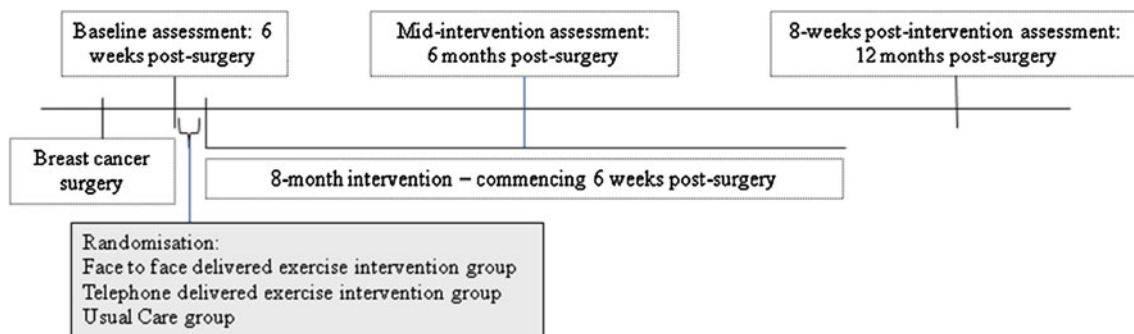 Baseline assessment: 6
weeks post-surgery
Mid-intervention assessment:
6 months post-surgery
8-weeks post-intervention assessment:
12 months post-surgery
Breast cancer
surgery
8-month intervention – commencing 6 weeks post-surgery
Randomisation:
Face to face delivered exercise intervention group
Telephone delivered exercise intervention group
Usual Care group